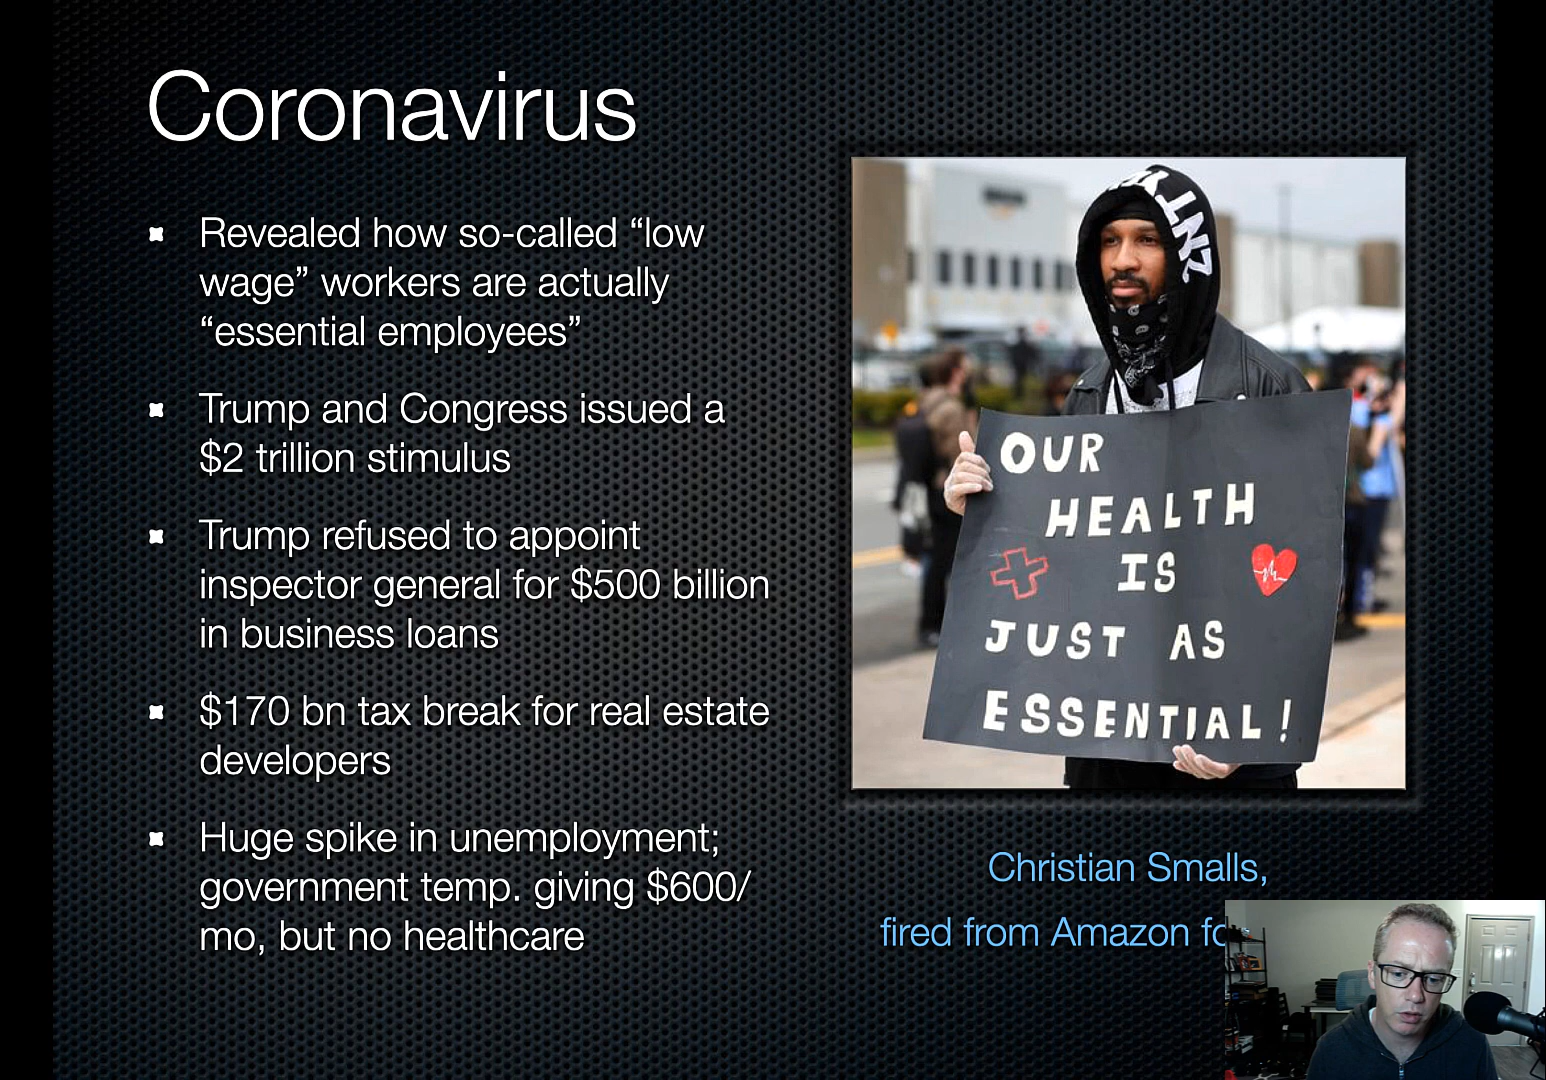 Coronavirus
Revealed how so-called “low
wage” workers are actually
“essential employees”
Trump and Congress issued a
$2 trillion stimulus
Trump refused to appoint
inspector general for $500 billion
in business loans
$170 bn tax break for real estate
developers
Huge spike in unemployment;
government temp. giving $600/
mo, but no healthcare
OUR
HEALTH
IS
JUST AS
ESSENTIAL!
Christian Smalls,
fired from Amazon